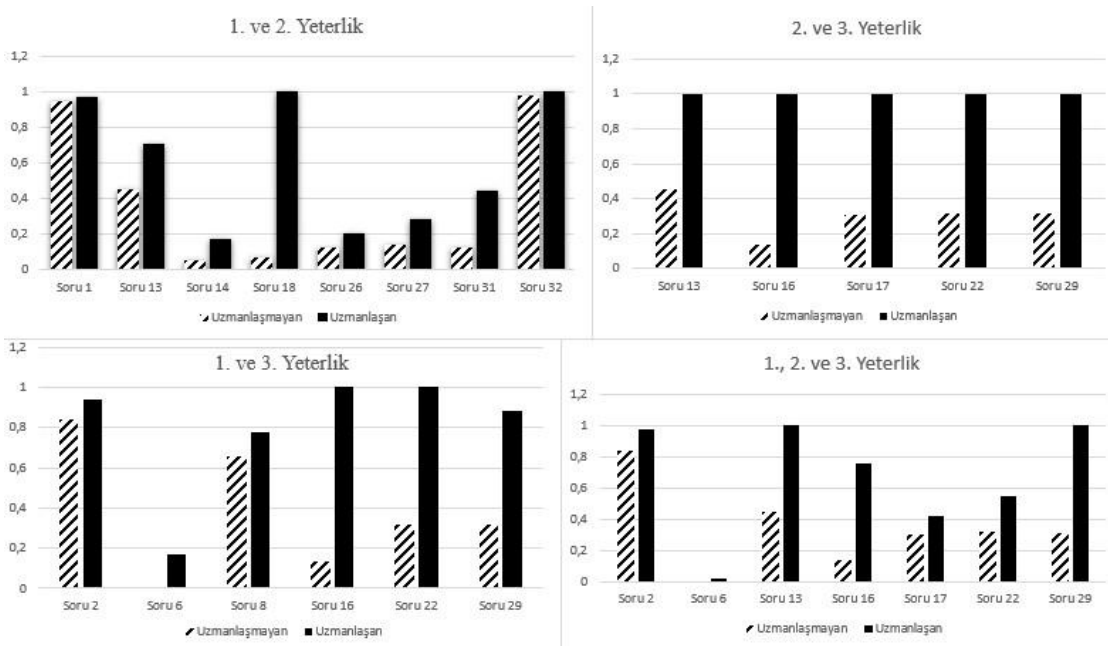 1. ve 2. Yeterlik
1,2
1
0,8
0,6
0,4
0,2
0
Soru 1 Soru 13 Soru 14 Soru 18 Soru 26 Soru 27 Soru 31 Soru 32
Uzmanlaşmayan Uzmanlaşan
2. ve 3. Yeterlik
1,2
1
0,8
0,6
0,4
0,2
0
Soru 13 Soru 16 Soru 17 Soru 22 Soru 29
Uzmanlaşmayan Uzmanlaşan
1. ve 3. Yeterlik
1,2
1
0,8
0,6
0,4
0,2
0
Soru 2 Soru 6 Soru 8 Soru 16 Soru 22 Soru 29
Uzmanlaşmayan Uzmanlaşan
1., 2. ve 3. Yeterlik
1,2
1
0,8
0,6
0,4
0,2
0
Soru 2 Soru 6 Soru 13 Soru 16 Soru 17 Soru 22 Soru 29
Uzmanlaşmayan Uzmanlaşan